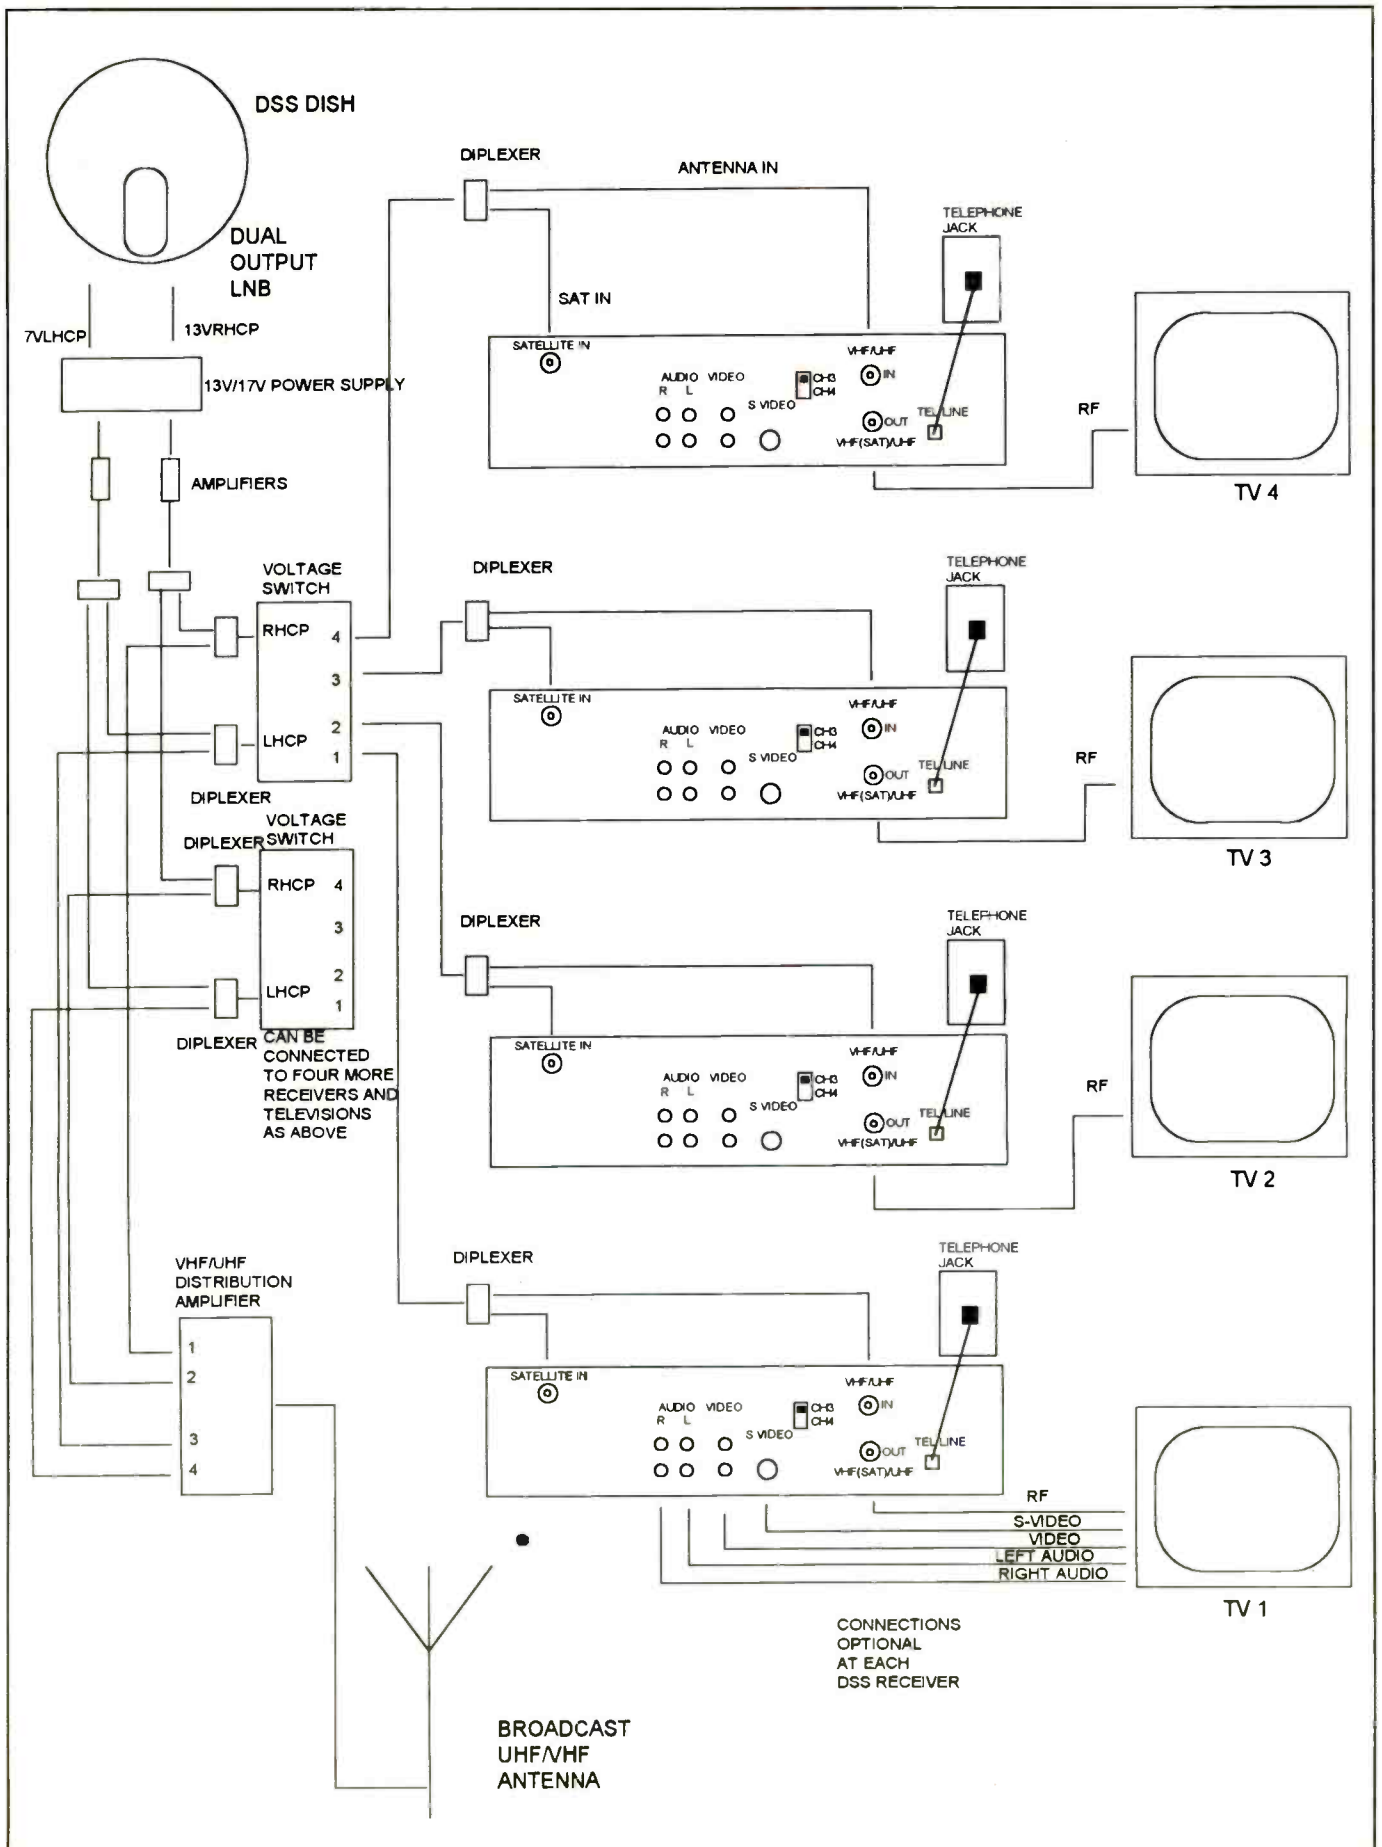 DSS DISH
DUAL
OUTPUT
LNB
7VLHCP
13VRHCP
13V/17V POWER SUPPLY
AMPLIFIERS
DIPLEXER
ANTENNA IN
SAT IN
TELEPHONE
JACK
SATELLITE IN
AUDIO VIDEO
R L
S VIDEO
CH3
CH4
VHF/UHF
IN
OUT
TEL LINE
VHF(SAT)/UHF
RF
TV 4
VOLTAGE
SWITCH
RHCP 4
3
2
LHCP
1
DIPLEXER
DIPLEXER
TELEPHONE
JACK
SATELLITE IN
AUDIO VIDEO
R L
S VIDEO
CH3
CH4
VHF/UHF
IN
OUT
TEL LINE
VHF(SAT)/UHF
RF
TV 3
VOLTAGE
SWITCH
DIPLEXER
RHCP 4
3
2
LHCP
1
DIPLEXER
CAN BE
CONNECTED
TO FOUR MORE
RECEIVERS AND
TELEVISIONS
AS ABOVE
DIPLEXER
TELEPHONE
JACK
SATELLITE IN
AUDIO VIDEO
R L
S VIDEO
CH3
CH4
VHF/UHF
IN
OUT
TEL LINE
VHF(SAT)/UHF
RF
TV 2
VHF/UHF
DISTRIBUTION
AMPLIFIER
1
2
3
4
DIPLEXER
TELEPHONE
JACK
SATELLITE IN
AUDIO VIDEO
R L
S VIDEO
CH3
CH4
VHF/UHF
IN
OUT
TEL LINE
VHF(SAT)/UHF
RF
S-VIDEO
VIDEO
LEFT AUDIO
RIGHT AUDIO
TV 1
CONNECTIONS
OPTIONAL
AT EACH
DSS RECEIVER
BROADCAST
UHF/VHF
ANTENNA